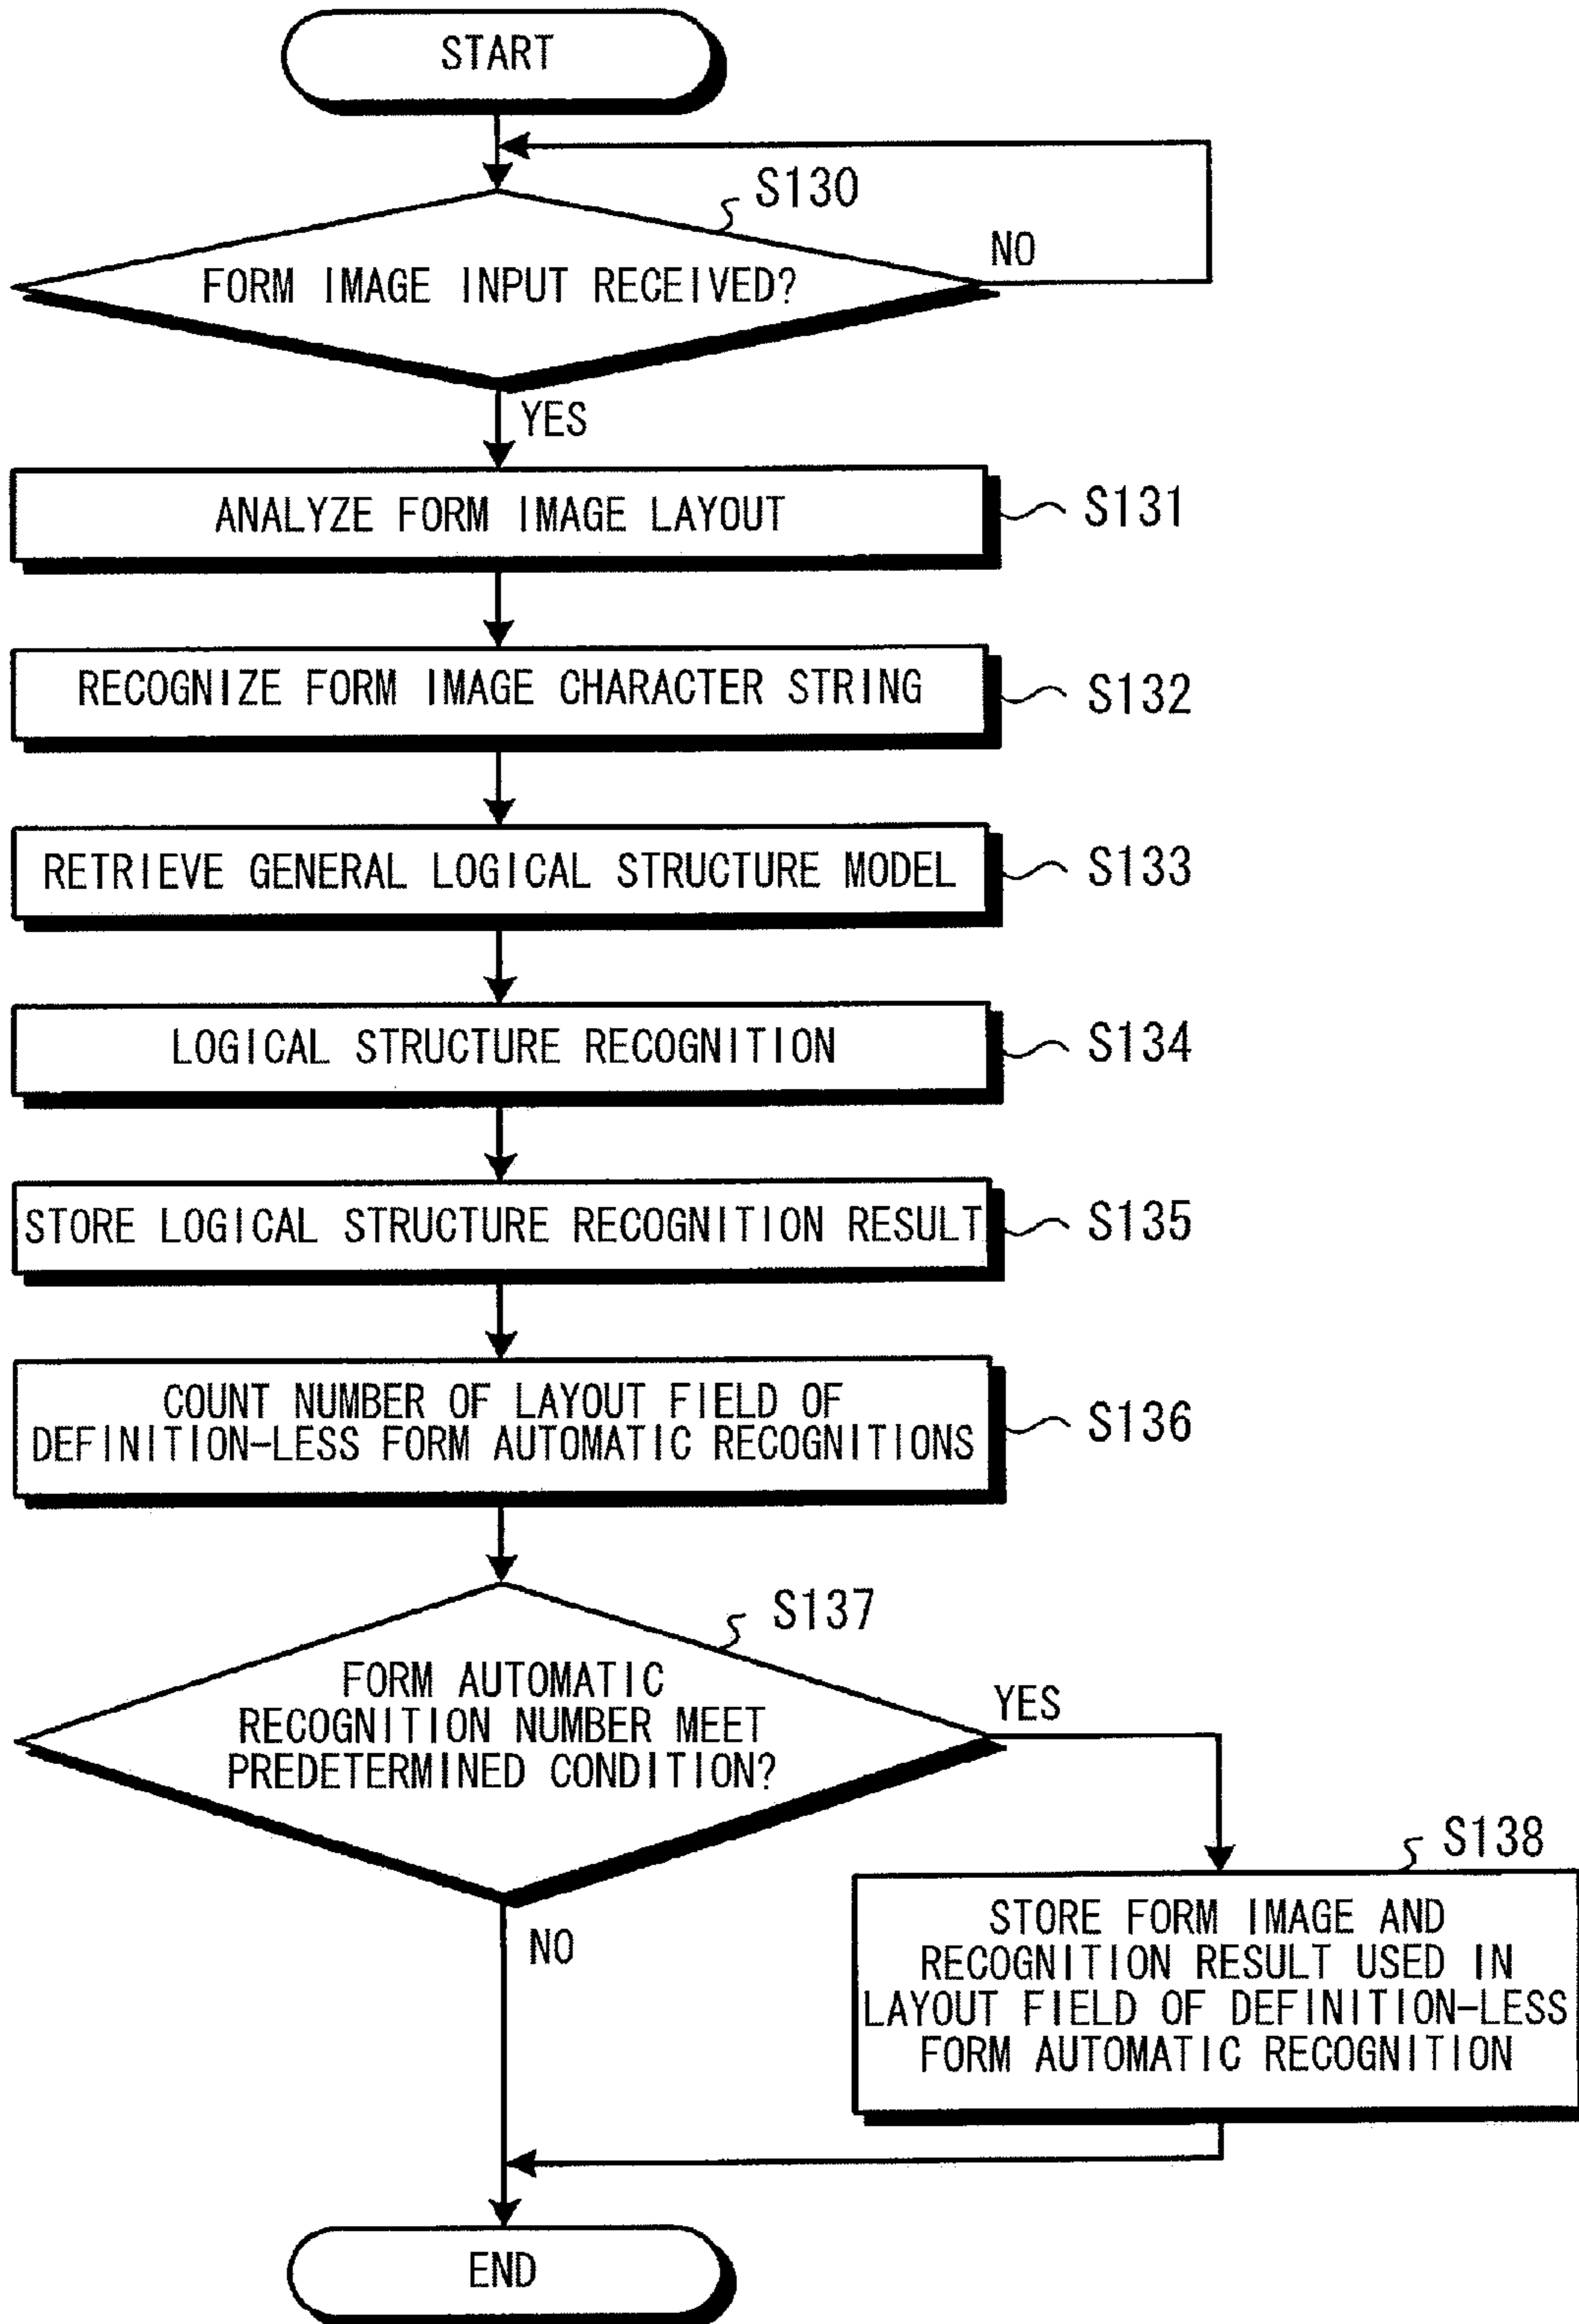 START
S130
FORM IMAGE INPUT RECEIVED?
NO
YES
ANALYZE FORM IMAGE LAYOUT
S131
RECOGNIZE FORM IMAGE CHARACTER STRING
S132
RETRIEVE GENERAL LOGICAL STRUCTURE MODEL
S133
LOGICAL STRUCTURE RECOGNITION
S134
STORE LOGICAL STRUCTURE RECOGNITION RESULT
S135
COUNT NUMBER OF LAYOUT FIELD OF
DEFINITION-LESS FORM AUTOMATIC RECOGNITIONS
S136
S137
FORM AUTOMATIC
RECOGNITION NUMBER MEET
PREDETERMINED CONDITION?
YES
NO
S138
STORE FORM IMAGE AND
RECOGNITION RESULT USED IN
LAYOUT FIELD OF DEFINITION-LESS
FORM AUTOMATIC RECOGNITION
END